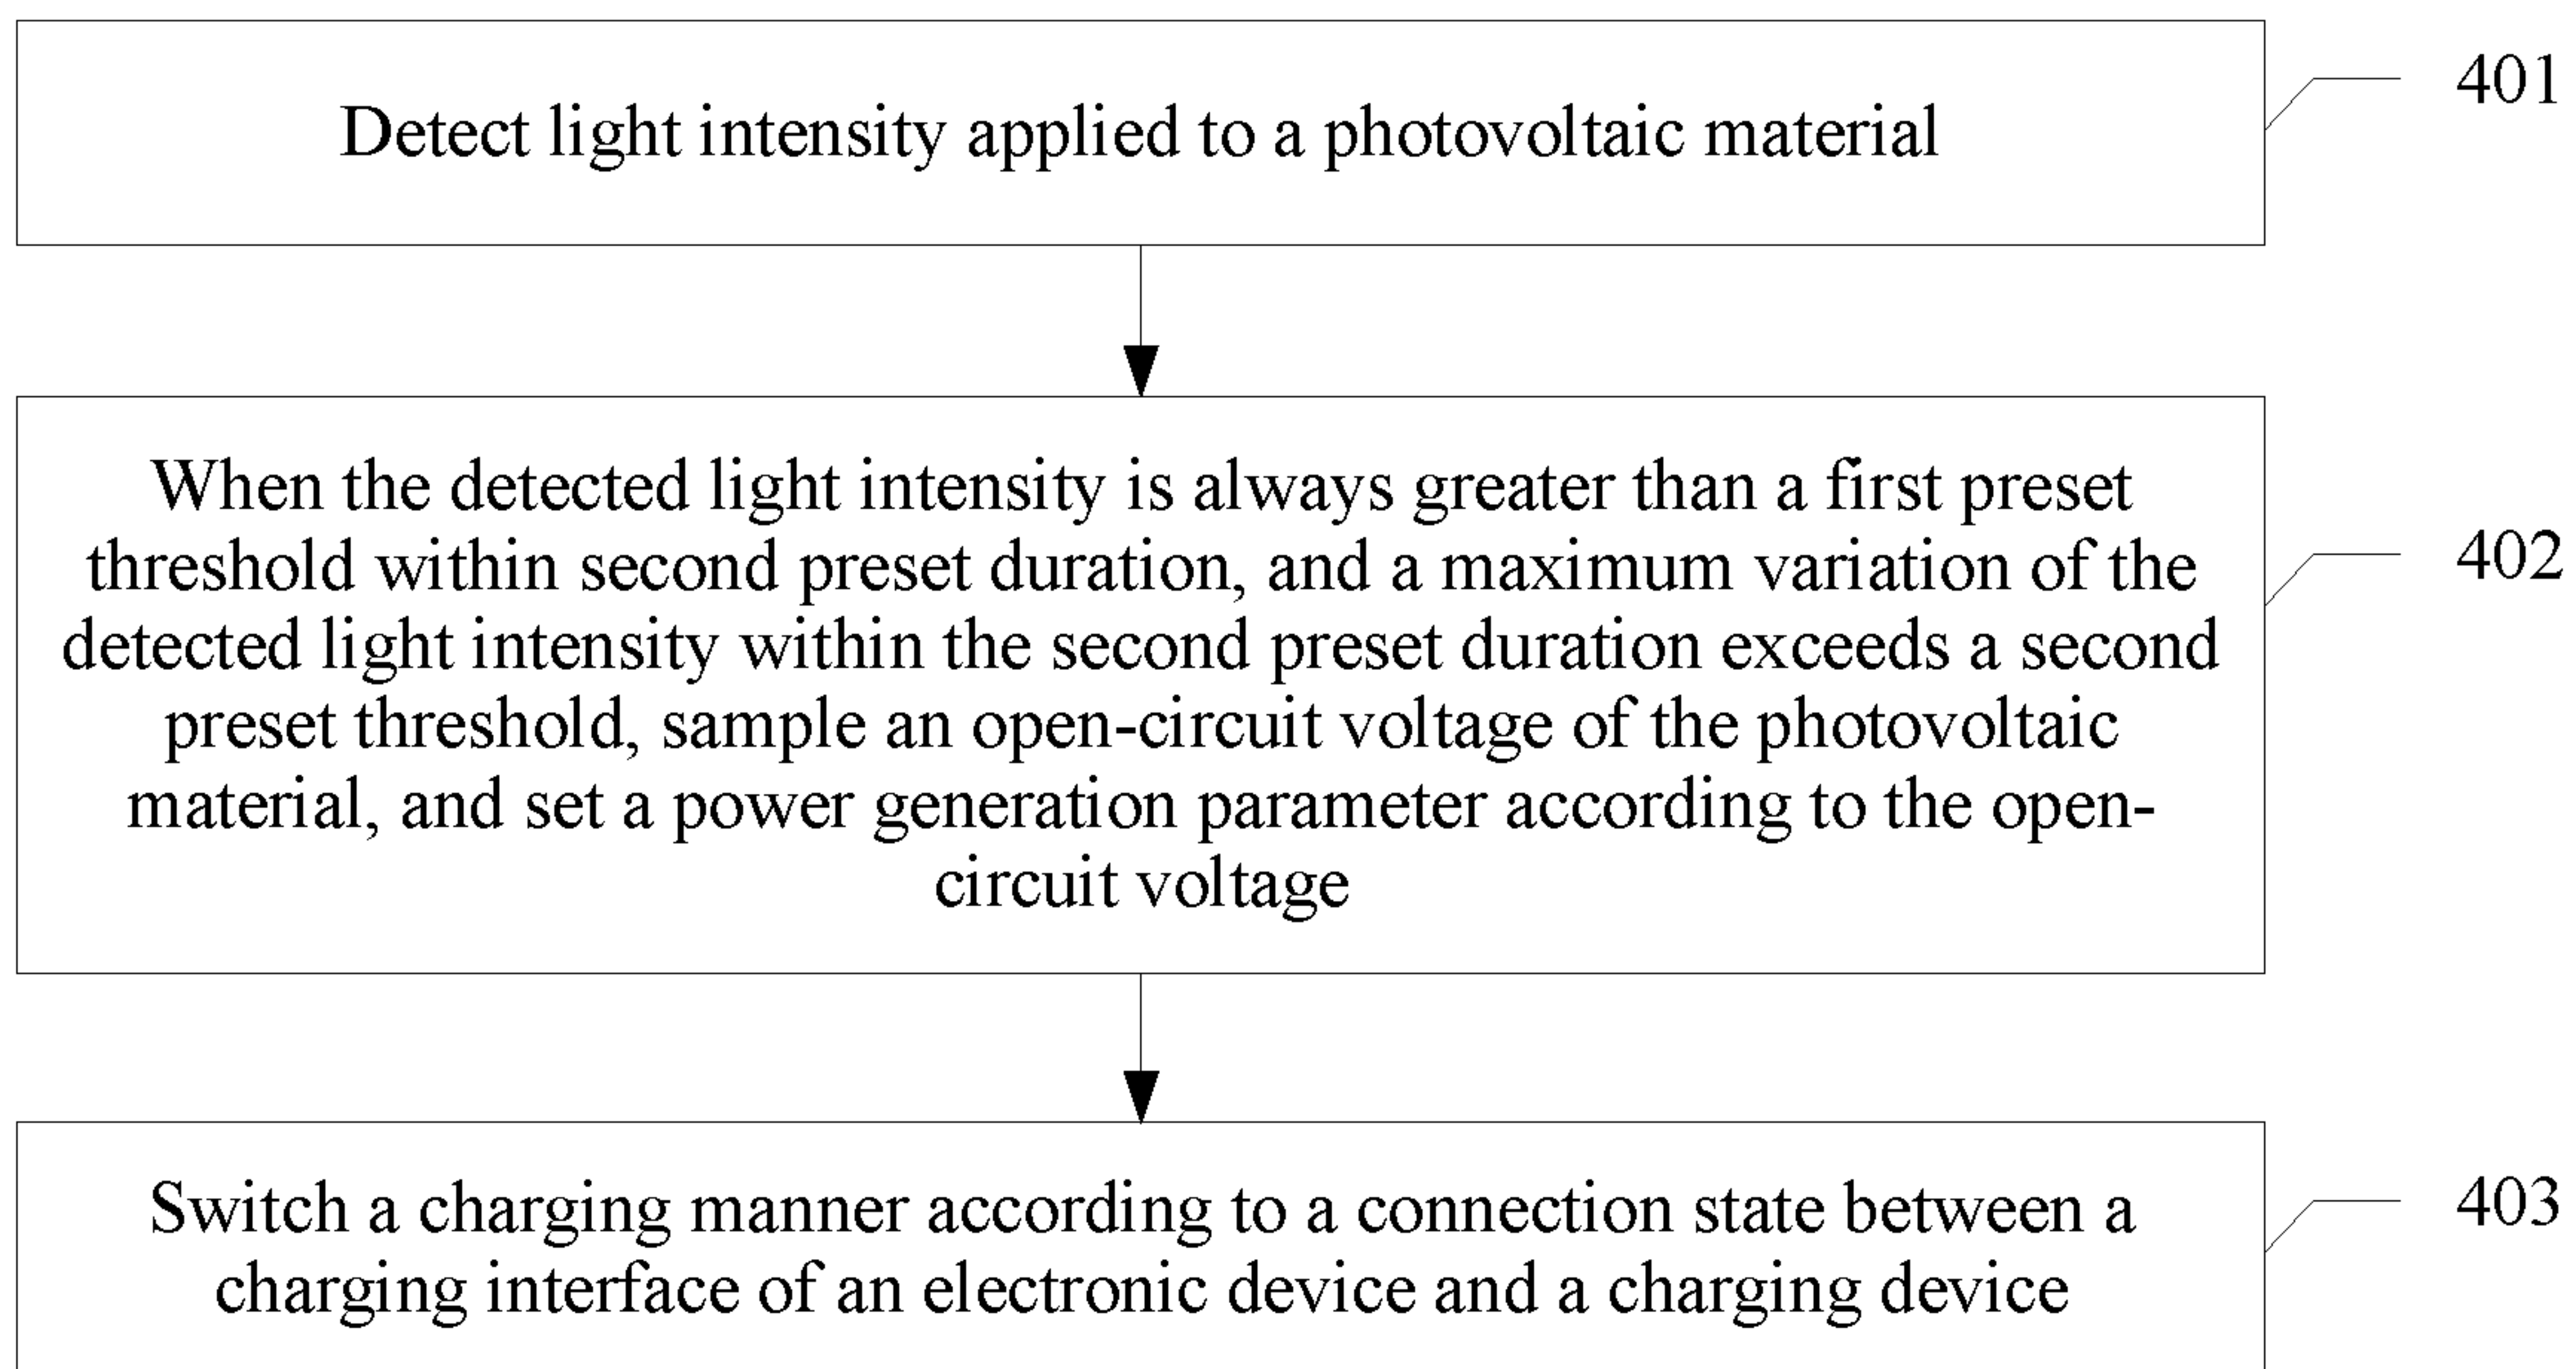 Detect light intensity applied to a photovoltaic material
401
When the detected light intensity is always greater than a first preset
threshold within second preset duration, and a maximum variation of the
detected light intensity within the second preset duration exceeds a second
preset threshold, sample an open-circuit voltage of the photovoltaic
material, and set a power generation parameter according to the open-
circuit voltage
402
Switch a charging manner according to a connection state between a
charging interface of an electronic device and a charging device
403